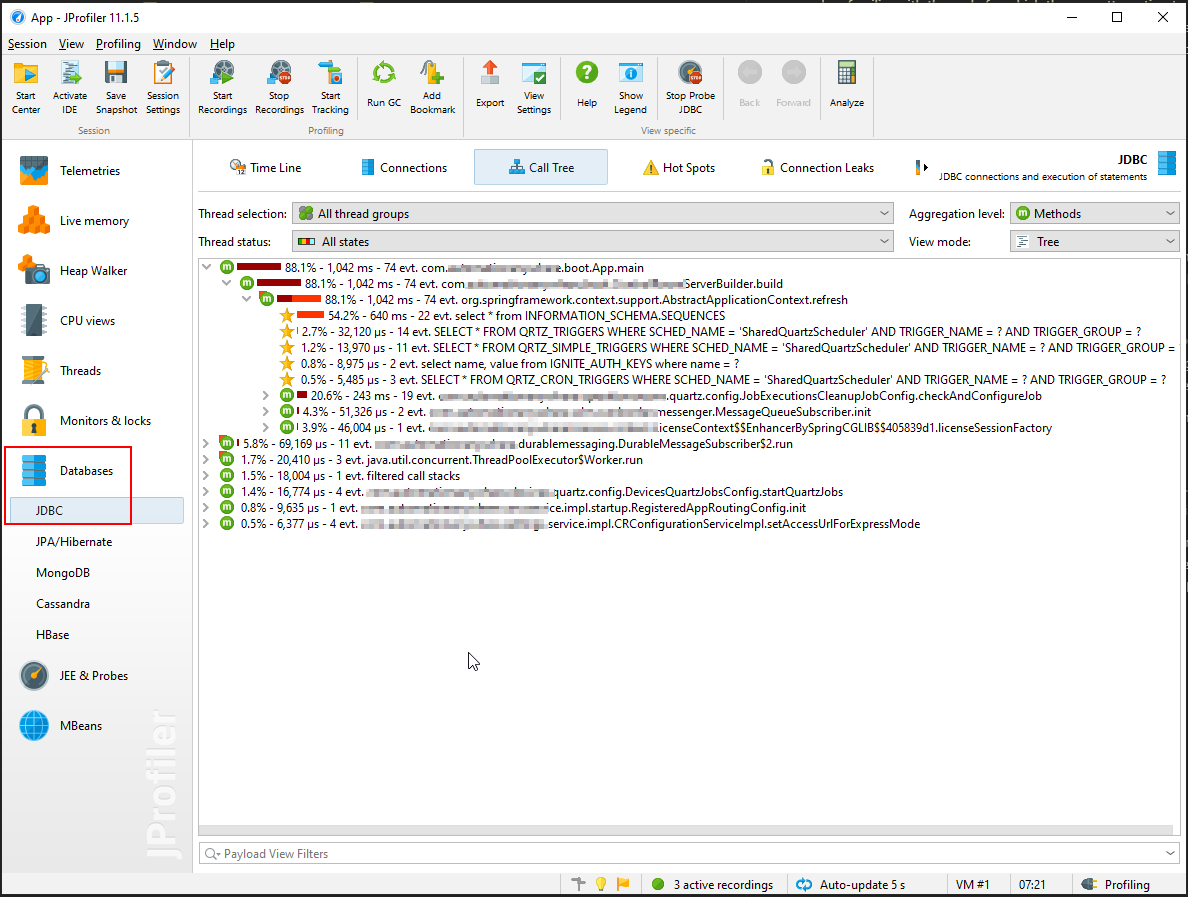 App - JProfiler 11.1.5
Session View Profiling Window Help
Start Center
Activate IDE
Save Snapshot
Session Settings
Start Recordings
Stop Recordings
Start Tracking
Run GC
Add Bookmark
Export
View Settings
Help
Show Legend
Stop Probe JDBC
Back
Forward
Analyze
Session
Profiling
View specific
Telemetries
Live memory
Heap Walker
CPU views
Threads
Monitors & locks
Databases
JDBC
JPA/Hibernate
MongoDB
Cassandra
HBase
JEE & Probes
MBeans
JProfiler
Time Line
Connections
Call Tree
Hot Spots
Connection Leaks
JDBC
JDBC connections and execution of statements
Thread selection: All thread groups
Aggregation level: Methods
Thread status: All states
View mode: Tree
88.1% - 1,042 ms - 74 evt. com. .boot.App.main
88.1% - 1,042 ms - 74 evt. com. ServerBuilder.build
88.1% - 1,042 ms - 74 evt. org.springframework.context.support.AbstractApplicationContext.refresh
54.2% - 640 ms - 22 evt. select * from INFORMATION_SCHEMA.SEQUENCES
2.7% - 32,120 µs - 14 evt. SELECT * FROM QRTZ_TRIGGERS WHERE SCHED_NAME = 'SharedQuartzScheduler' AND TRIGGER_NAME = ? AND TRIGGER_GROUP = ?
1.2% - 13,970 µs - 11 evt. SELECT * FROM QRTZ_SIMPLE_TRIGGERS WHERE SCHED_NAME = 'SharedQuartzScheduler' AND TRIGGER_NAME = ? AND TRIGGER_GROUP =
0.8% - 8,975 µs - 2 evt. select name, value from IGNITE_AUTH_KEYS where name = ?
0.5% - 5,485 µs - 3 evt. SELECT * FROM QRTZ_CRON_TRIGGERS WHERE SCHED_NAME = 'SharedQuartzScheduler' AND TRIGGER_NAME = ? AND TRIGGER_GROUP = ?
20.6% - 243 ms - 19 evt. .quartz.config.JobExecutionsCleanupJobConfig.checkAndConfigureJob
4.3% - 51,326 µs - 2 evt. messenger.MessageQueueSubscriber.init
3.9% - 46,004 µs - 1 evt. licenseContext$$EnhancerBySpringCGLIB$$405839d1.licenseSessionFactory
5.8% - 69,169 µs - 11 evt. .durablemessaging.DurableMessageSubscriber$2.run
1.7% - 20,410 µs - 3 evt. java.util.concurrent.ThreadPoolExecutor$Worker.run
1.5% - 18,004 µs - 1 evt. filtered call stacks
1.4% - 16,774 µs - 4 evt. quartz.config.DevicesQuartzJobsConfig.startQuartzJobs
0.8% - 9,635 µs - 1 evt. ce.impl.startup.RegisteredAppRoutingConfig.init
0.5% - 6,377 µs - 4 evt. service.impl.CRConfigurationServiceImpl.setAccessUrlForExpressMode
Payload View Filters
3 active recordings
Auto-update 5 s
VM #1
07:21
Profiling